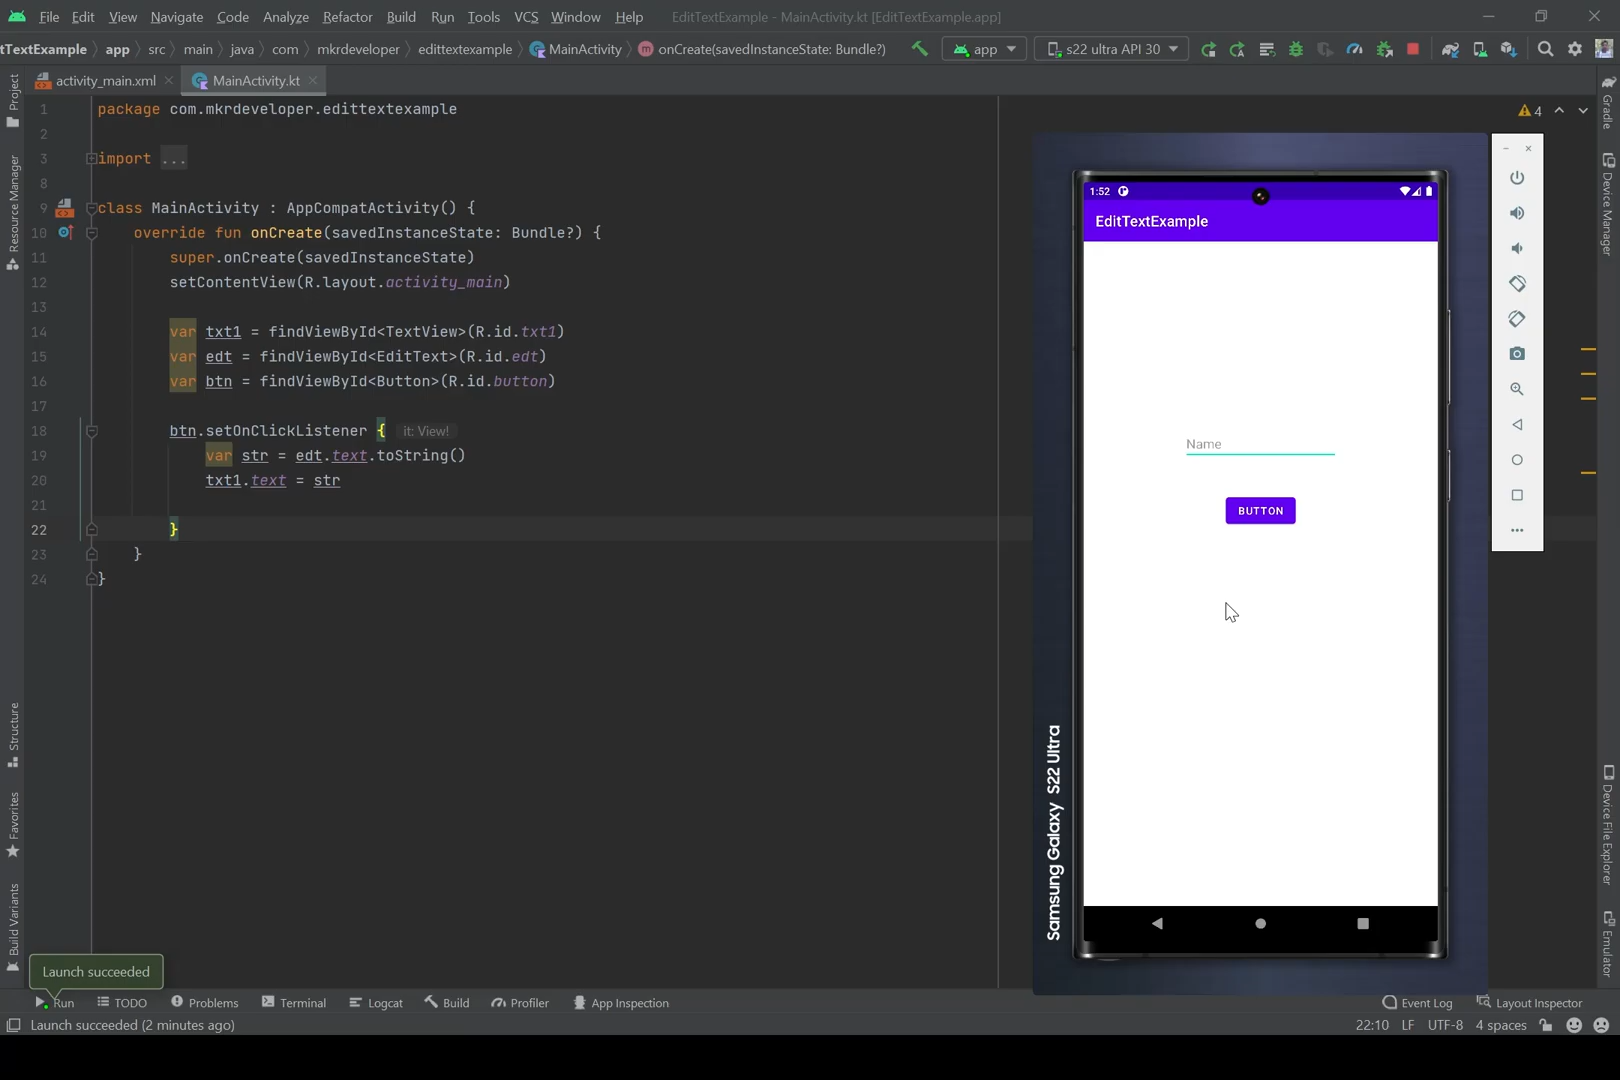 File Edit View Navigate Code Analyze Refactor Build Run Tools VCS Window Help EditTextExample - MainActivity.kt [EditTextExample.app]
tTextExample app src main java com mkrdeveloper edittextexample MainActivity onCreate(savedInstanceState: Bundle?) app s22 ultra API 30
Project
Resource Manager
Structure
Favorites
Build Variants
activity_main.xml MainActivity.kt
1 package com.mkrdeveloper.edittextexample
2
3 import ...
8
9 class MainActivity : AppCompatActivity() {
10 override fun onCreate(savedInstanceState: Bundle?) {
11 super.onCreate(savedInstanceState)
12 setContentView(R.layout.activity_main)
13
14 var txt1 = findViewById<TextView>(R.id.txt1)
15 var edt = findViewById<EditText>(R.id.edt)
16 var btn = findViewById<Button>(R.id.button)
17
18 btn.setOnClickListener { it: View!
19 var str = edt.text.toString()
20 txt1.text = str
21
22 }
23 }
24 }
4
1:52
EditTextExample
Name
BUTTON
Samsung Galaxy S22 Ultra
Gradle
Device Manager
Device File Explorer
Emulator
Launch succeeded
Run TODO Problems Terminal Logcat Build Profiler App Inspection Event Log Layout Inspector
Launch succeeded (2 minutes ago) 22:10 LF UTF-8 4 spaces